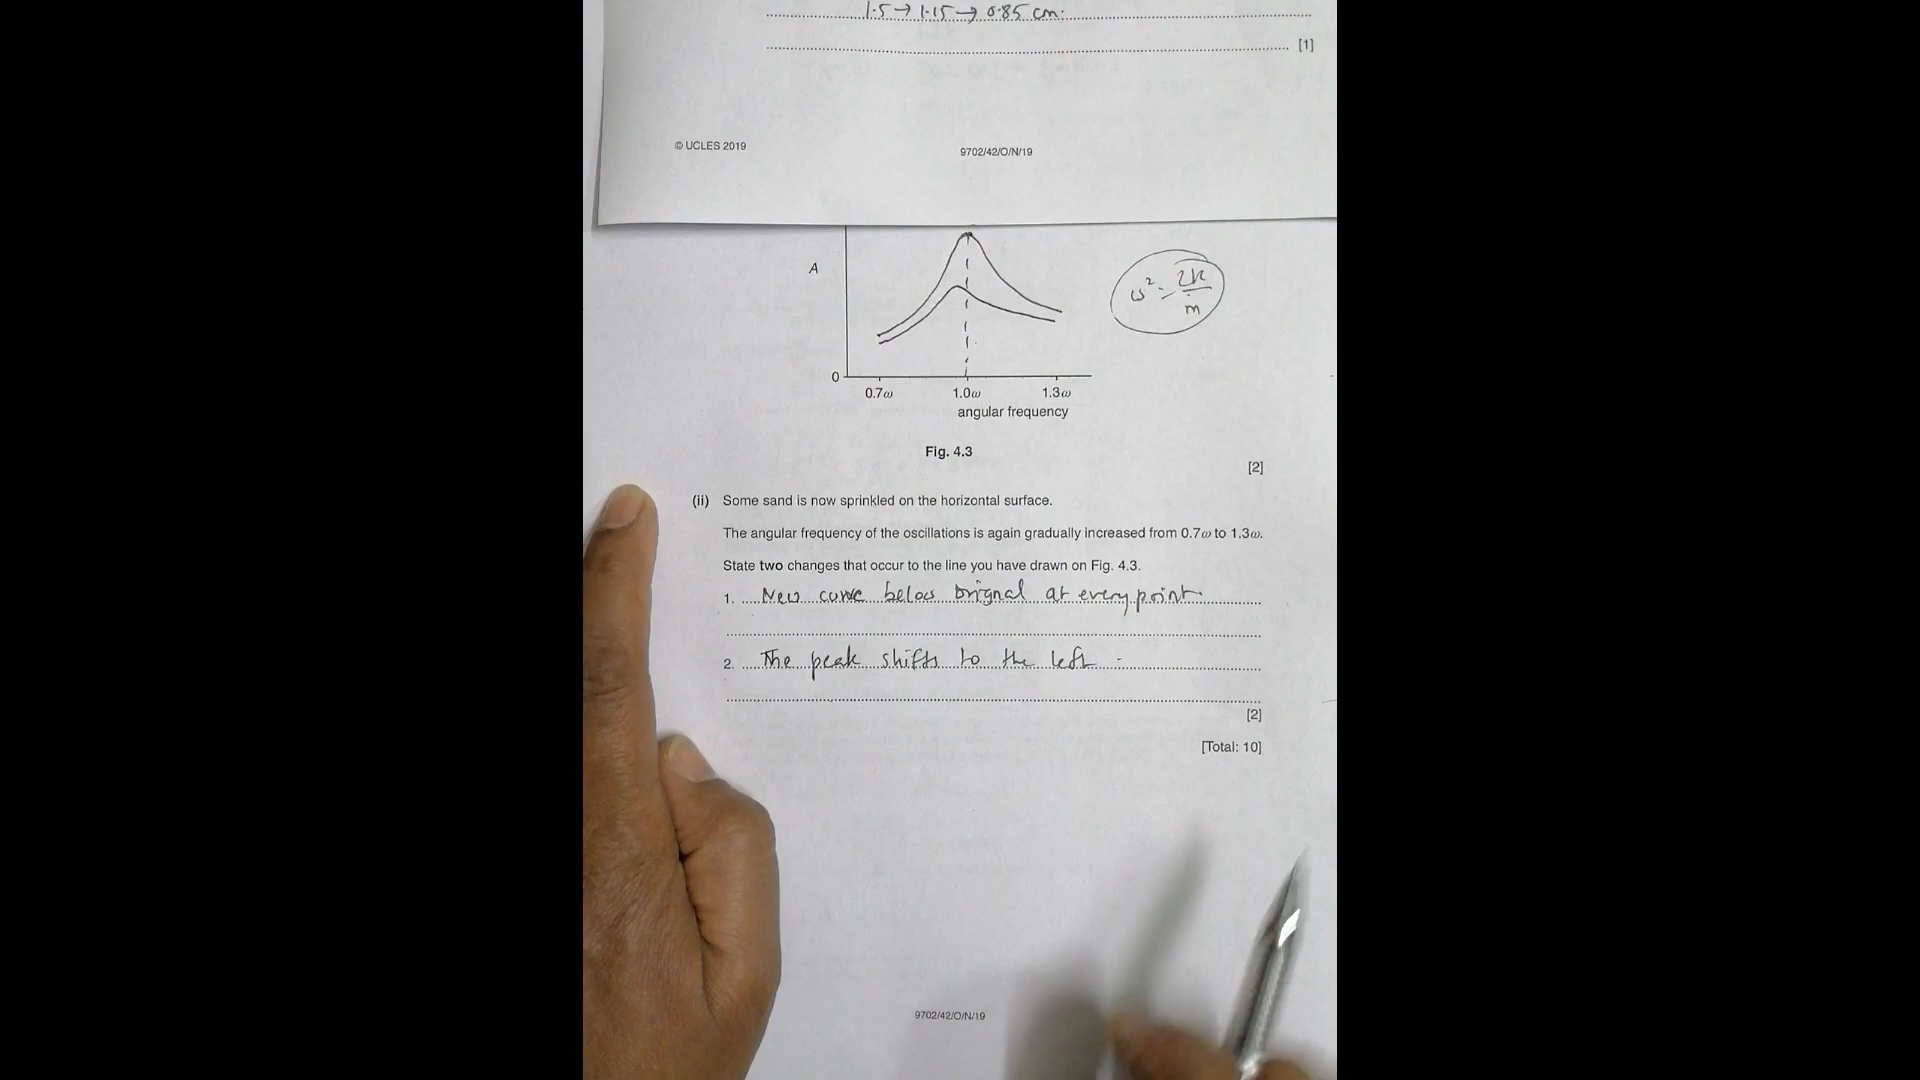 1.5 → 1.15 → 0.85 cm.
[1]
© UCLES 2019
9702/42/O/N/19
A
ω² = 2k/m
0
0.7ω 1.0ω 1.3ω
angular frequency
Fig. 4.3
[2]
(ii) Some sand is now sprinkled on the horizontal surface.
The angular frequency of the oscillations is again gradually increased from 0.7ω to 1.3ω.
State two changes that occur to the line you have drawn on Fig. 4.3.
1. New curve below orignal at every point.
2. The peak shifts to the left.
[2]
[Total: 10]
9702/42/O/N/19